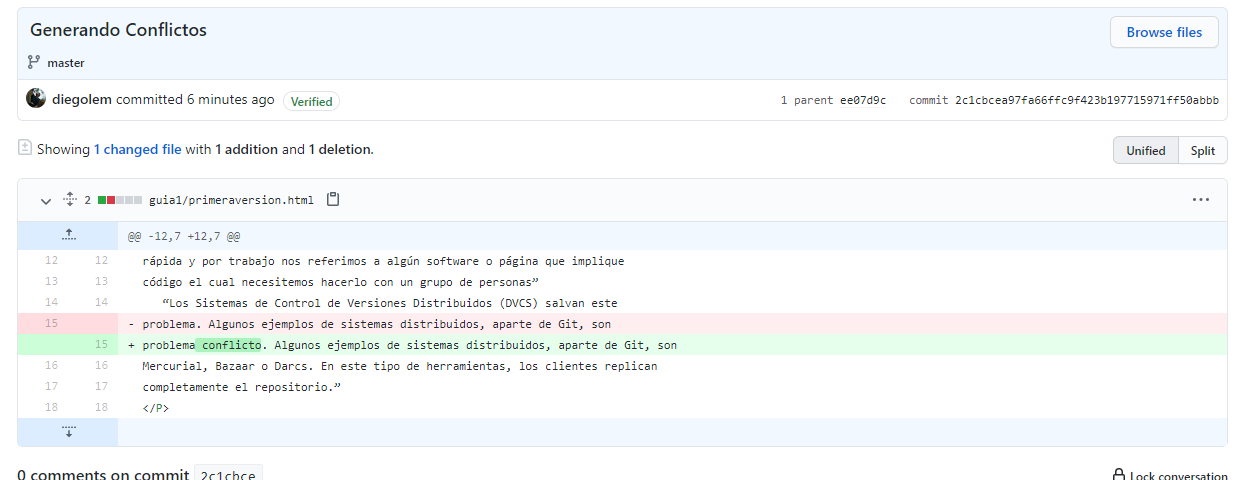 Generando Conflictos
Browse files
master
diegolem committed 6 minutes ago Verified 1 parent ee07d9c commit 2c1cbcea97fa66ffc9f423b197715971ff50abbb
Showing 1 changed file with 1 addition and 1 deletion. Unified Split
2 guia1/primeraversion.html
@@ -12,7 +12,7 @@
12 12 rápida y por trabajo nos referimos a algún software o página que implique
13 13 código el cual necesitemos hacerlo con un grupo de personas”
14 14 “Los Sistemas de Control de Versiones Distribuidos (DVCS) salvan este
15 - problema. Algunos ejemplos de sistemas distribuidos, aparte de Git, son
15 + problema conflicto. Algunos ejemplos de sistemas distribuidos, aparte de Git, son
16 16 Mercurial, Bazaar o Darcs. En este tipo de herramientas, los clientes replican
17 17 completamente el repositorio.”
18 18 </P>
0 comments on commit 2c1cbce Lock conversation